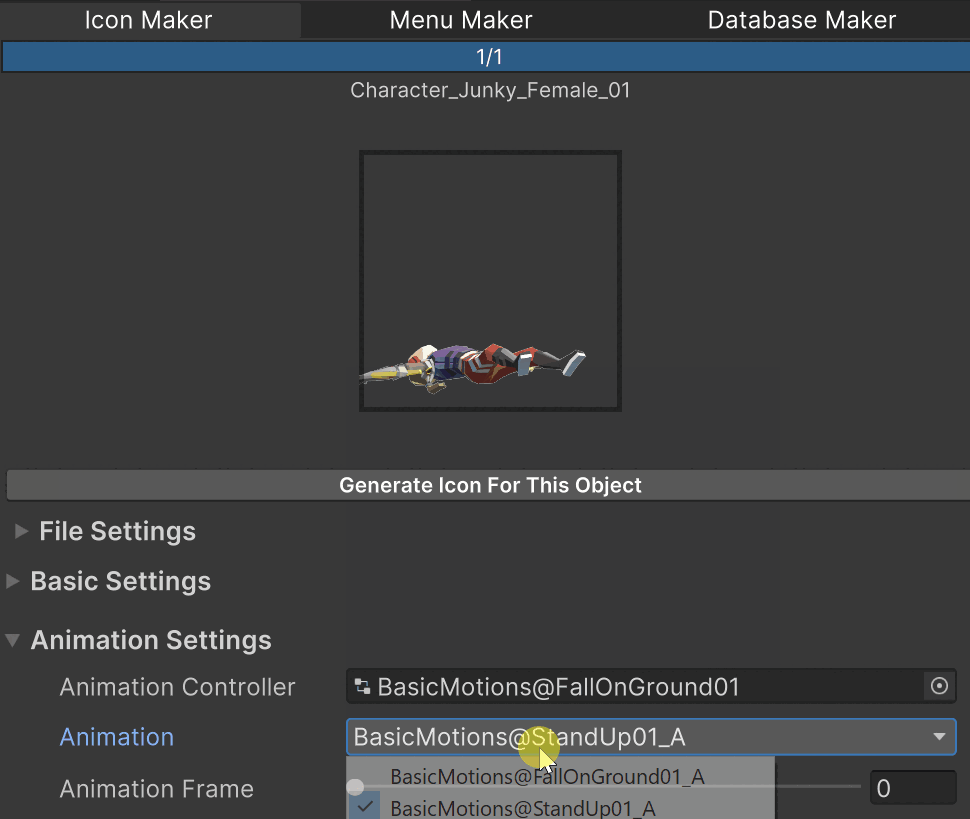 Icon Maker Menu Maker Database Maker
1/1
Character_Junky_Female_01
Generate Icon For This Object
File Settings
Basic Settings
Animation Settings
Animation Controller BasicMotions@FallOnGround01
Animation BasicMotions@StandUp01_A
BasicMotions@FallOnGround01_A
Animation Frame 0
BasicMotions@StandUp01_A